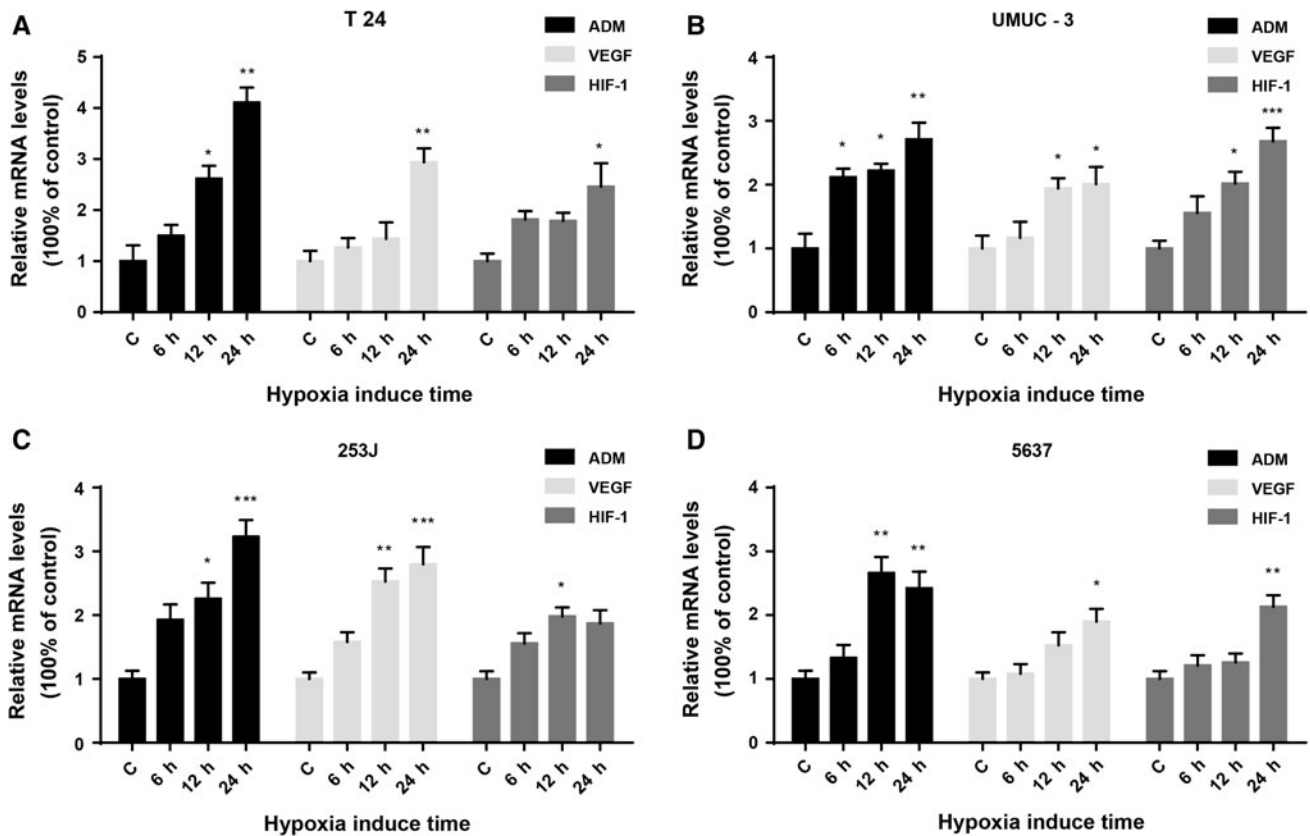 A
T 24
ADM
VEGF
HIF-1
Relative mRNA levels
(100% of control)
5
4
3
2
1
0
**
*
**
*
C 6 h 12 h 24 h C 6 h 12 h 24 h C 6 h 12 h 24 h
Hypoxia induce time
B
UMUC - 3
ADM
VEGF
HIF-1
Relative mRNA levels
(100% of control)
4
3
2
1
0
* * ** * * * ***
C 6 h 12 h 24 h C 6 h 12 h 24 h C 6 h 12 h 24 h
Hypoxia induce time
C
253J
ADM
VEGF
HIF-1
Relative mRNA levels
(100% of control)
4
3
2
1
0
* *** ** *** *
C 6 h 12 h 24 h C 6 h 12 h 24 h C 6 h 12 h 24 h
Hypoxia induce time
D
5637
ADM
VEGF
HIF-1
Relative mRNA levels
(100% of control)
4
3
2
1
0
** ** * **
C 6 h 12 h 24 h C 6 h 12 h 24 h C 6 h 12 h 24 h
Hypoxia induce time